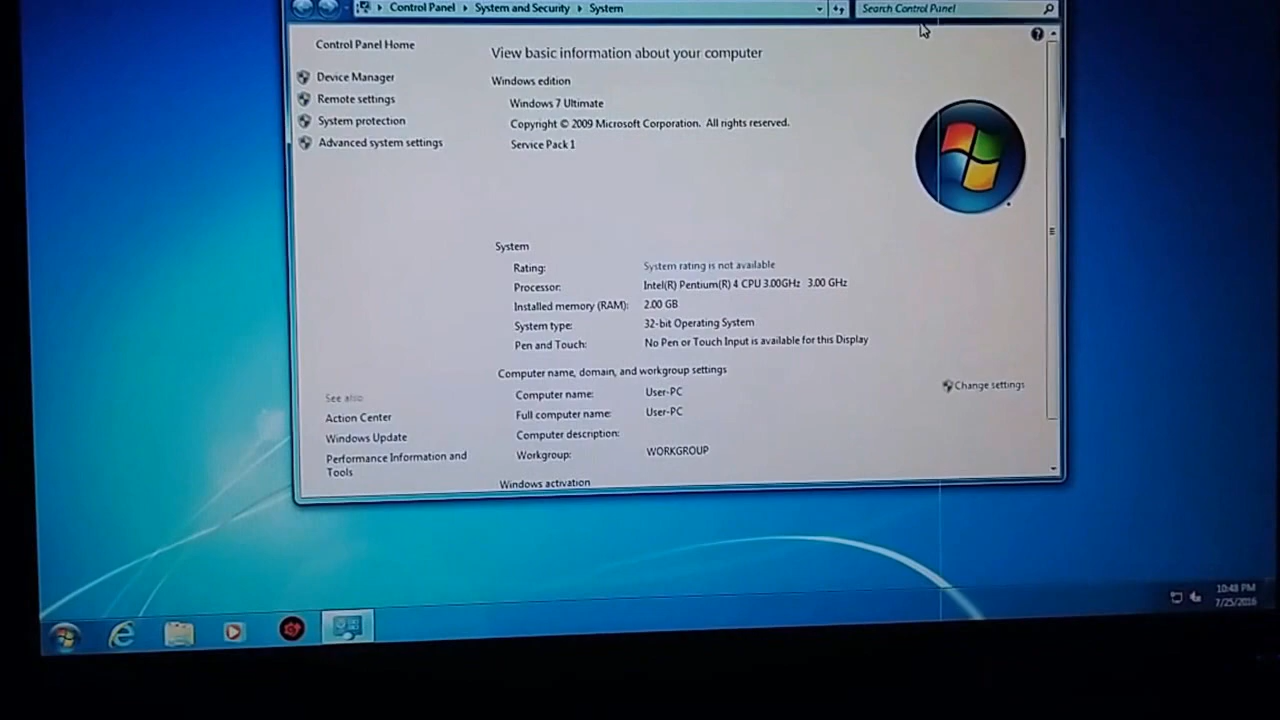 Control Panel System and Security System
Search Control Panel
Control Panel Home
Device Manager
Remote settings
System protection
Advanced system settings
View basic information about your computer
Windows edition
Windows 7 Ultimate
Copyright © 2009 Microsoft Corporation. All rights reserved.
Service Pack 1
System
Rating: System rating is not available
Processor: Intel(R) Pentium(R) 4 CPU 3.00GHz 3.00 GHz
Installed memory (RAM): 2.00 GB
System type: 32-bit Operating System
Pen and Touch: No Pen or Touch Input is available for this Display
Computer name, domain, and workgroup settings
Computer name: User-PC
Change settings
Full computer name: User-PC
Computer description:
Workgroup: WORKGROUP
Windows activation
See also
Action Center
Windows Update
Performance Information and
Tools
10:48 PM
7/25/2016